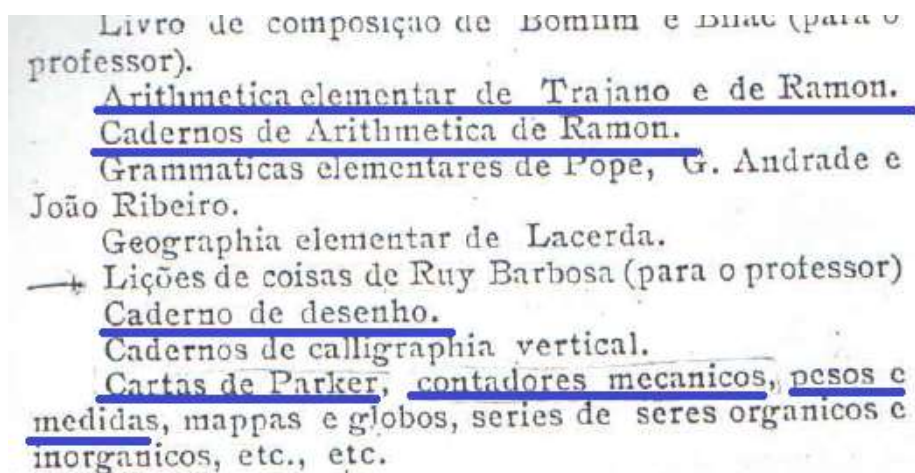 Livro de composição de Bomfim e Bilac (para o
professor).
Arithmetica elementar de Trajano e de Ramon.
Cadernos de Arithmetica de Ramon.
Grammaticas elementares de Pope, G. Andrade e
João Ribeiro.
Geographia elementar de Lacerda.
Lições de coisas de Ruy Barbosa (para o professor)
Caderno de desenho.
Cadernos de calligraphia vertical.
Cartas de Parker, contadores mecanicos, pesos e
medidas, mappas e globos, series de seres organicos e
inorganicos, etc., etc.